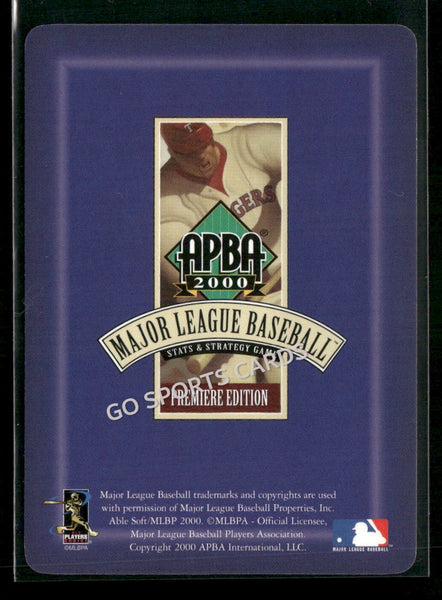 T
GERS
APBA®
2000
MAJOR LEAGUE BASEBALL™
STATS & STRATEGY GAME
GO SPORTS CARDS
PREMIERE EDITION
Major League Baseball trademarks and copyrights are used
with permission of Major League Baseball Properties, Inc.
Able Soft/MLBP 2000. ©MLBPA - Official Licensee,
Major League Baseball Players Association.
Copyright 2000 APBA International, LLC.
PLAYERS
©MLBPA
MAJOR LEAGUE BASEBALL